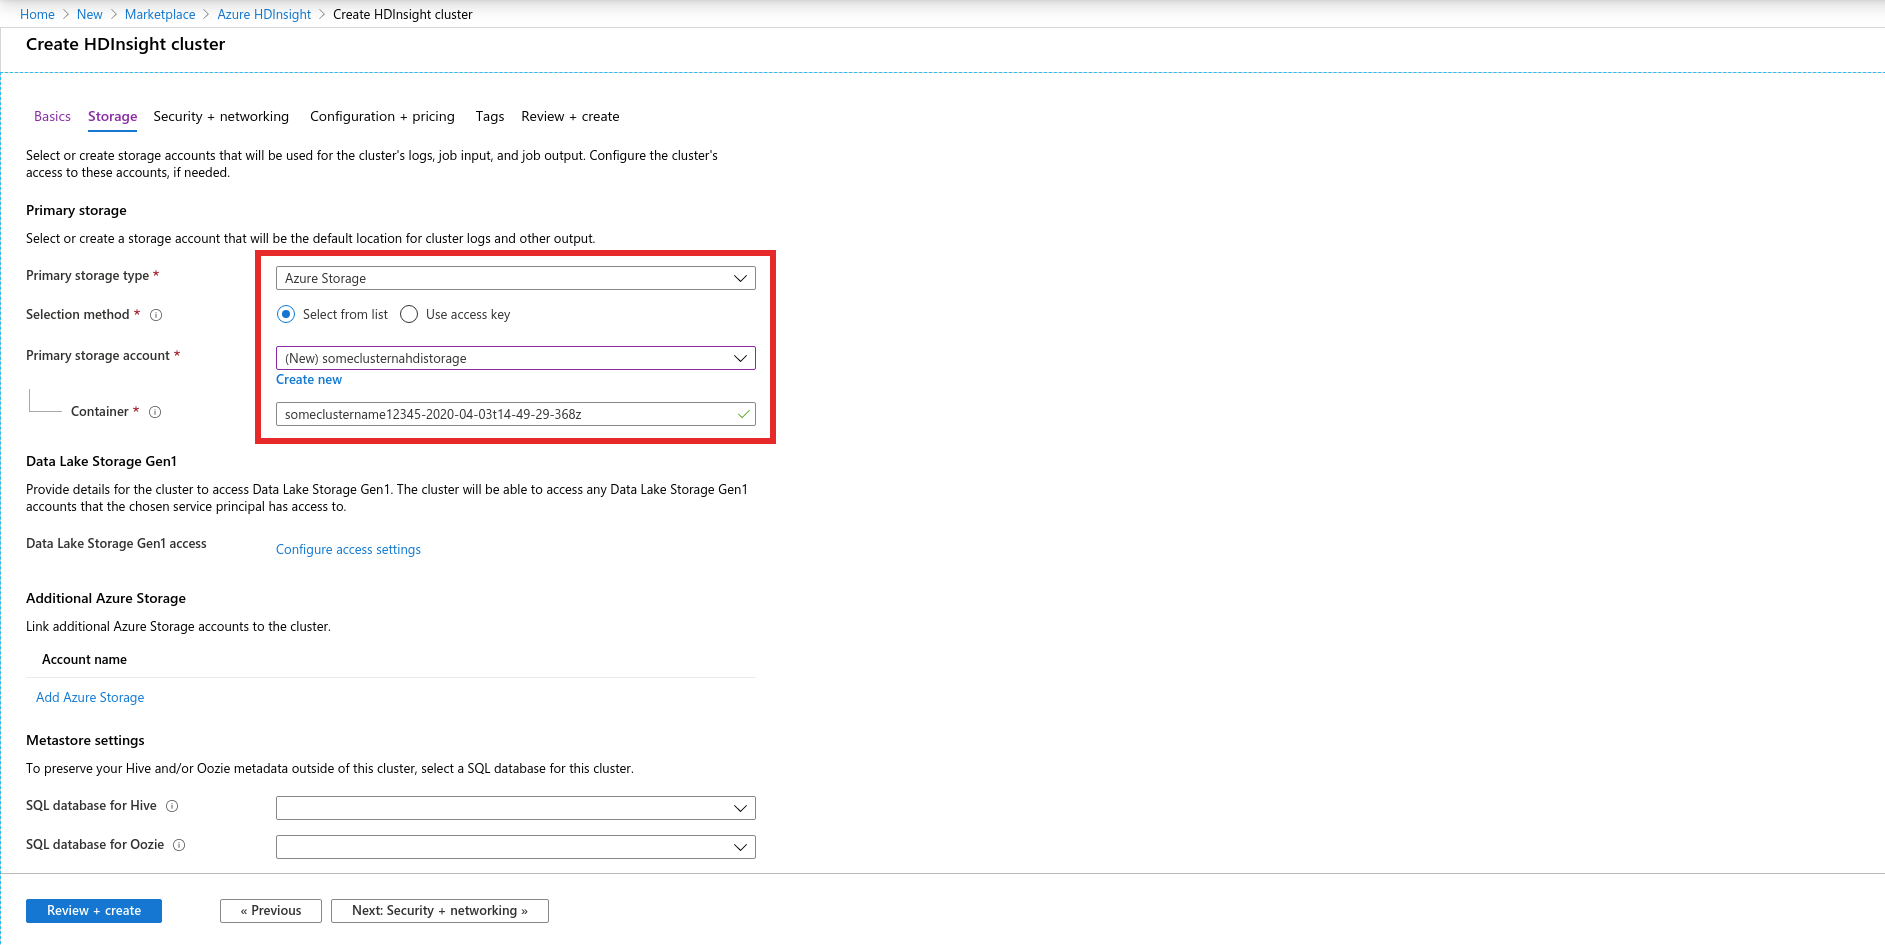 Home > New > Marketplace > Azure HDInsight > Create HDInsight cluster
Create HDInsight cluster
Basics Storage Security + networking Configuration + pricing Tags Review + create
Select or create storage accounts that will be used for the cluster's logs, job input, and job output. Configure the cluster's
access to these accounts, if needed.
Primary storage
Select or create a storage account that will be the default location for cluster logs and other output.
Primary storage type * Azure Storage
Selection method * Select from list Use access key
Primary storage account * (New) someclusternahdistorage
Create new
Container * someclustername12345-2020-04-03t14-49-29-368z
Data Lake Storage Gen1
Provide details for the cluster to access Data Lake Storage Gen1. The cluster will be able to access any Data Lake Storage Gen1
accounts that the chosen service principal has access to.
Data Lake Storage Gen1 access Configure access settings
Additional Azure Storage
Link additional Azure Storage accounts to the cluster.
Account name
Add Azure Storage
Metastore settings
To preserve your Hive and/or Oozie metadata outside of this cluster, select a SQL database for this cluster.
SQL database for Hive
SQL database for Oozie
Review + create « Previous Next: Security + networking »